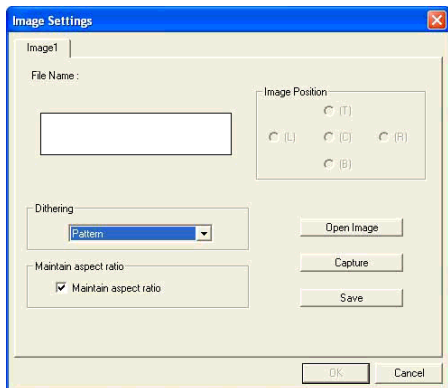 Image Settings
Image1
File Name :
Image Position
(T)
(L) (C) (R)
(B)
Dithering
Pattern
Open Image
Maintain aspect ratio
Capture
Maintain aspect ratio
Save
OK Cancel